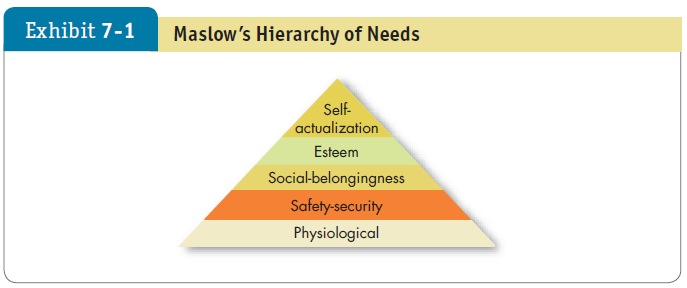 Exhibit 7-1
Maslow's Hierarchy of Needs
Self-
actualization
Esteem
Social-belongingness
Safety-security
Physiological